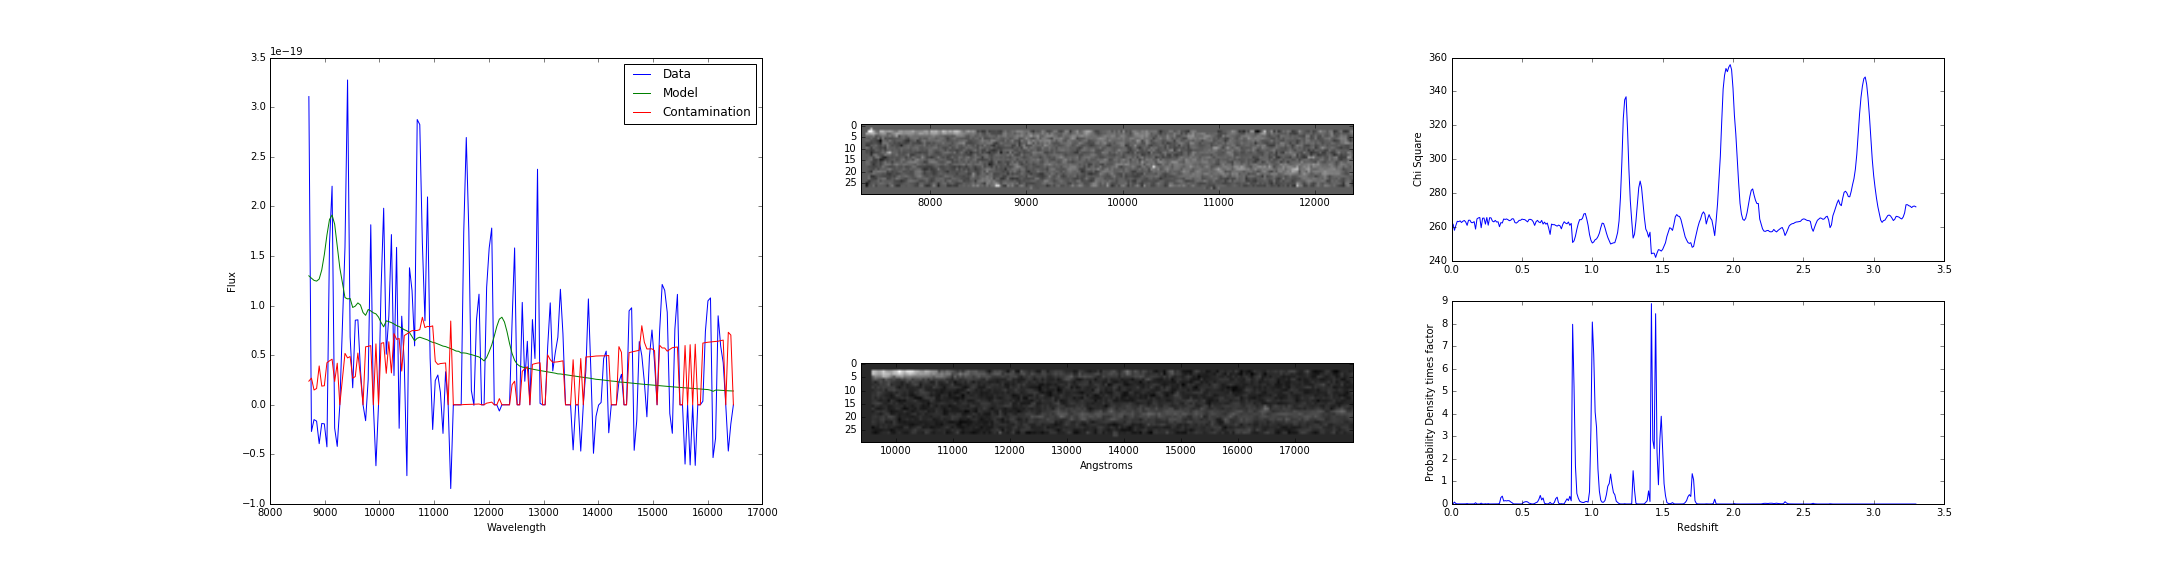 1e−19
3.5
3.0
2.5
2.0
1.5
1.0
0.5
0.0
−0.5
−1.0
Flux
8000 9000 10000 11000 12000 13000 14000 15000 16000 17000
Wavelength
Data
Model
Contamination
0
5
10
15
20
25
8000 9000 10000 11000 12000
0
5
10
15
20
25
10000 11000 12000 13000 14000 15000 16000 17000
Angstroms
360
340
320
300
280
260
240
Chi Square
0.0 0.5 1.0 1.5 2.0 2.5 3.0 3.5
9
8
7
6
5
4
3
2
1
0
Probability Density times factor
0.0 0.5 1.0 1.5 2.0 2.5 3.0 3.5
Redshift